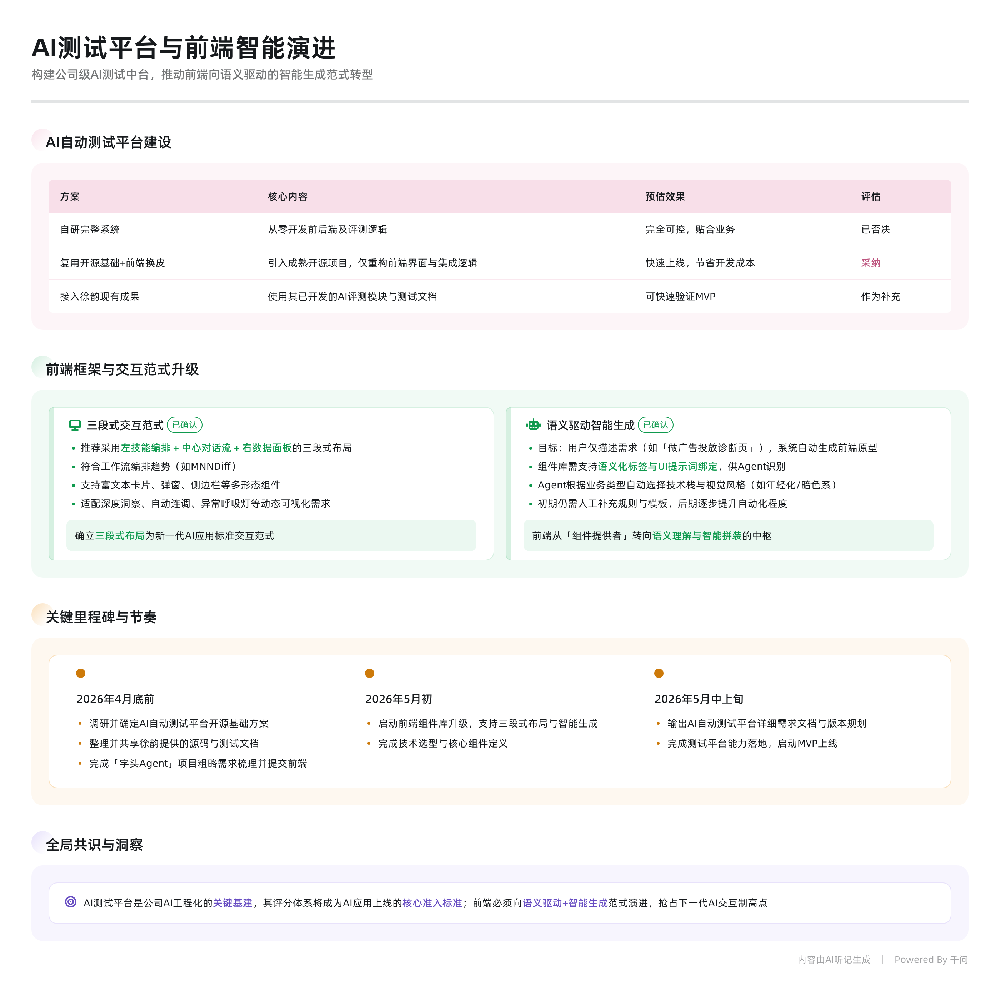 AI测试平台与前端智能演进
构建公司级AI测试中台，推动前端向语义驱动的智能生成范式转型
AI自动测试平台建设
方案 核心内容 预估效果 评估
自研完整系统 从零开发前后端及评测逻辑 完全可控，贴合业务 已否决
复用开源基础+前端换皮 引入成熟开源项目，仅重构前端界面与集成逻辑 快速上线，节省开发成本 采纳
接入徐韵现有成果 使用其已开发的AI评测模块与测试文档 可快速验证MVP 作为补充
前端框架与交互范式升级
三段式交互范式 已确认
• 推荐采用左技能编排 + 中心对话流 + 右数据面板的三段式布局
• 符合工作流编排趋势（如MNNDiff）
• 支持富文本卡片、弹窗、侧边栏等多形态组件
• 适配深度洞察、自动连调、异常呼吸灯等动态可视化需求
确立三段式布局为新一代AI应用标准交互范式
语义驱动智能生成 已确认
• 目标：用户仅描述需求（如「做广告投放诊断页」），系统自动生成前端原型
• 组件库需支持语义化标签与UI提示词绑定，供Agent识别
• Agent根据业务类型自动选择技术栈与视觉风格（如年轻化/暗色系）
• 初期仍需人工补充规则与模板，后期逐步提升自动化程度
前端从「组件提供者」转向语义理解与智能拼装的中枢
关键里程碑与节奏
2026年4月底前
• 调研并确定AI自动测试平台开源基础方案
• 整理并共享徐韵提供的源码与测试文档
• 完成「字头Agent」项目粗略需求梳理并提交前端
2026年5月初
• 启动前端组件库升级，支持三段式布局与智能生成
• 完成技术选型与核心组件定义
2026年5月中上旬
• 输出AI自动测试平台详细需求文档与版本规划
• 完成测试平台能力落地，启动MVP上线
全局共识与洞察
AI测试平台是公司AI工程化的关键基建，其评分体系将成为AI应用上线的核心准入标准；前端必须向语义驱动+智能生成范式演进，抢占下一代AI交互制高点
内容由AI听记生成 | Powered By 千问